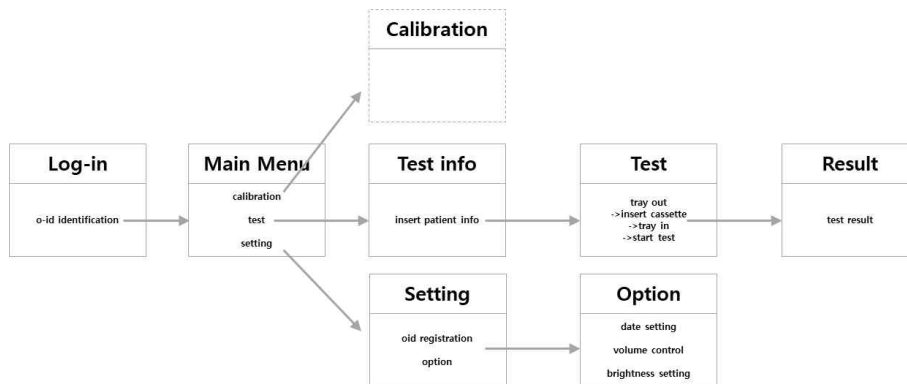 Calibration
Log-in
o-id identification
Main Menu
calibration
test
setting
Test info
insert patient info
Test
tray out
->insert cassette
->tray in
->start test
Result
test result
Setting
oid registration
option
Option
date setting
volume control
brightness setting